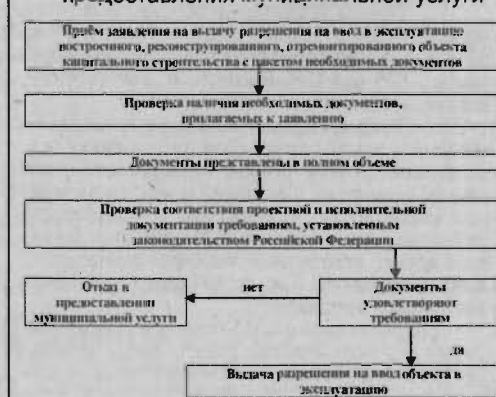 предоставления муниципальной услуги
Приём заявления на выдачу разрешения на ввод в эксплуатацию
построенного, реконструированного, отремонтированного объекта
капитального строительства с пакетом необходимых документов
Проверка наличия необходимых документов,
прилагаемых к заявлению
Документы представлены в полном объеме
Проверка соответствия проектной и исполнительной
документации требованиям, установленным
законодательством Российской Федерации
Отказ в
предоставлении
муниципальной услуги
нет
Документы
удовлетворяют
требованиям
да
Выдача разрешения на ввод объекта в
эксплуатацию